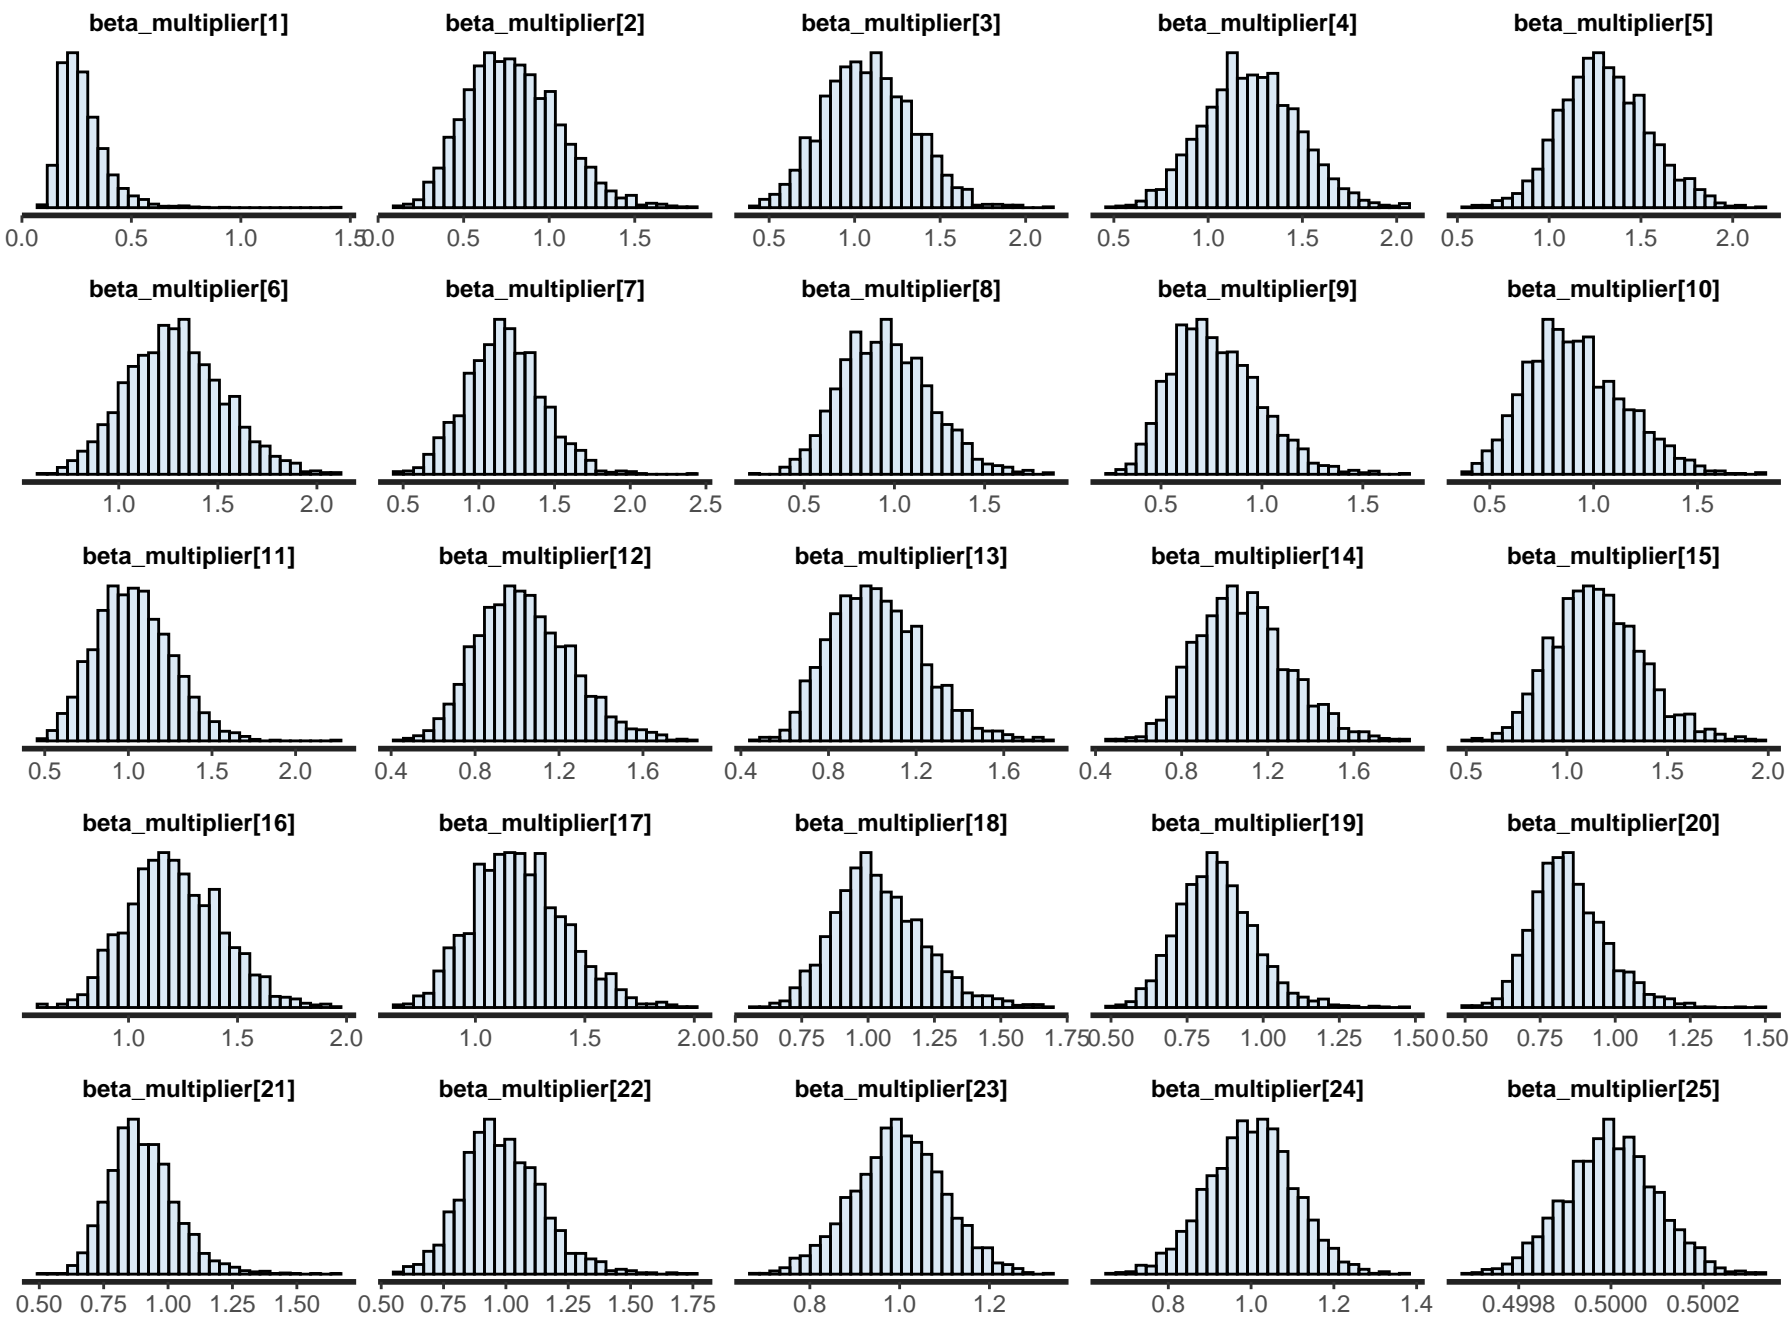 beta_multiplier[1] beta_multiplier[2] beta_multiplier[3] beta_multiplier[4] beta_multiplier[5]
0.0 0.5 1.0 1.5 0.0 0.5 1.0 1.5 0.5 1.0 1.5 2.0 0.5 1.0 1.5 2.0 0.5 1.0 1.5 2.0
beta_multiplier[6] beta_multiplier[7] beta_multiplier[8] beta_multiplier[9] beta_multiplier[10]
1.0 1.5 2.0 0.5 1.0 1.5 2.0 2.5 0.5 1.0 1.5 0.5 1.0 1.5 0.5 1.0 1.5
beta_multiplier[11] beta_multiplier[12] beta_multiplier[13] beta_multiplier[14] beta_multiplier[15]
0.5 1.0 1.5 2.0 0.4 0.8 1.2 1.6 0.4 0.8 1.2 1.6 0.4 0.8 1.2 1.6 0.5 1.0 1.5 2.0
beta_multiplier[16] beta_multiplier[17] beta_multiplier[18] beta_multiplier[19] beta_multiplier[20]
1.0 1.5 2.0 1.0 1.5 2.0 0.50 0.75 1.00 1.25 1.50 1.75 0.50 0.75 1.00 1.25 1.50 0.50 0.75 1.00 1.25 1.50
beta_multiplier[21] beta_multiplier[22] beta_multiplier[23] beta_multiplier[24] beta_multiplier[25]
0.50 0.75 1.00 1.25 1.50 0.50 0.75 1.00 1.25 1.50 1.75 0.8 1.0 1.2 0.8 1.0 1.2 1.4 0.4998 0.5000 0.5002